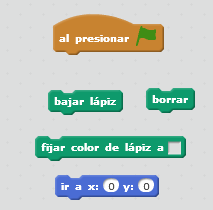 al presionar
bajar lápiz
borrar
fijar color de lápiz a
ir a x: 0 y: 0